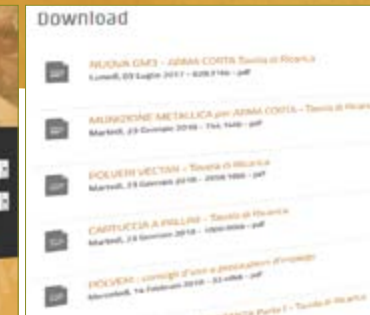 Download
NUOVA GM3 - ARMA CORTA Tavola di Ricarica
Lunedì, 03 Luglio 2017 - pdf
MUNIZIONE METALLICA per ARMA CORTA - Tavola di
Martedì, 23 Gennaio 2018 - pdf
POLVERI VECTAN - Tavola di Ricarica
Martedì, 23 Gennaio 2018 - pdf
CARTUCCIA A PALLINI - Tavola di Ricarica
Martedì, 23 Gennaio 2018 - pdf
POLVERI - consigli d'uso e d'impiego
Mercoledì, 14 Febbraio 2018 - pdf
Parte I - Tavola di Ricarica